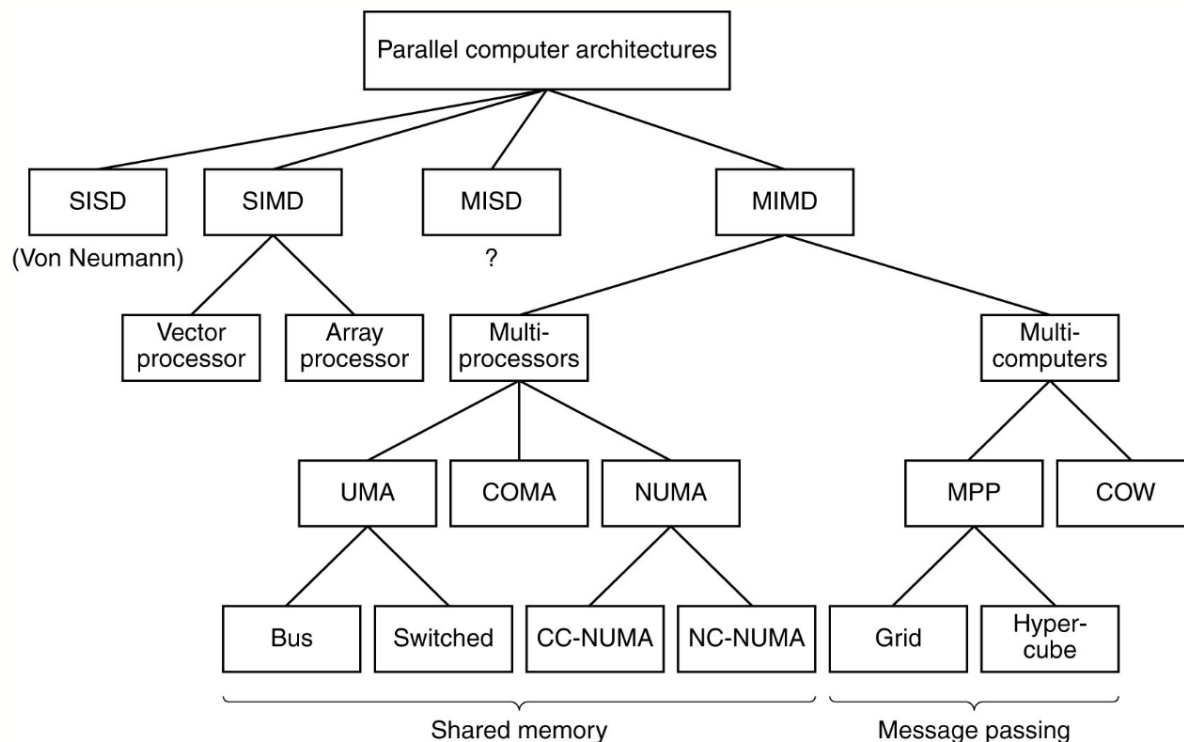 Parallel computer architectures
SISD
SIMD
MISD
MIMD
(Von Neumann)
?
Vector
processor
Array
processor
Multi-
processors
Multi-
computers
UMA
COMA
NUMA
MPP
COW
Bus
Switched
CC-NUMA
NC-NUMA
Grid
Hyper-
cube
Shared memory
Message passing